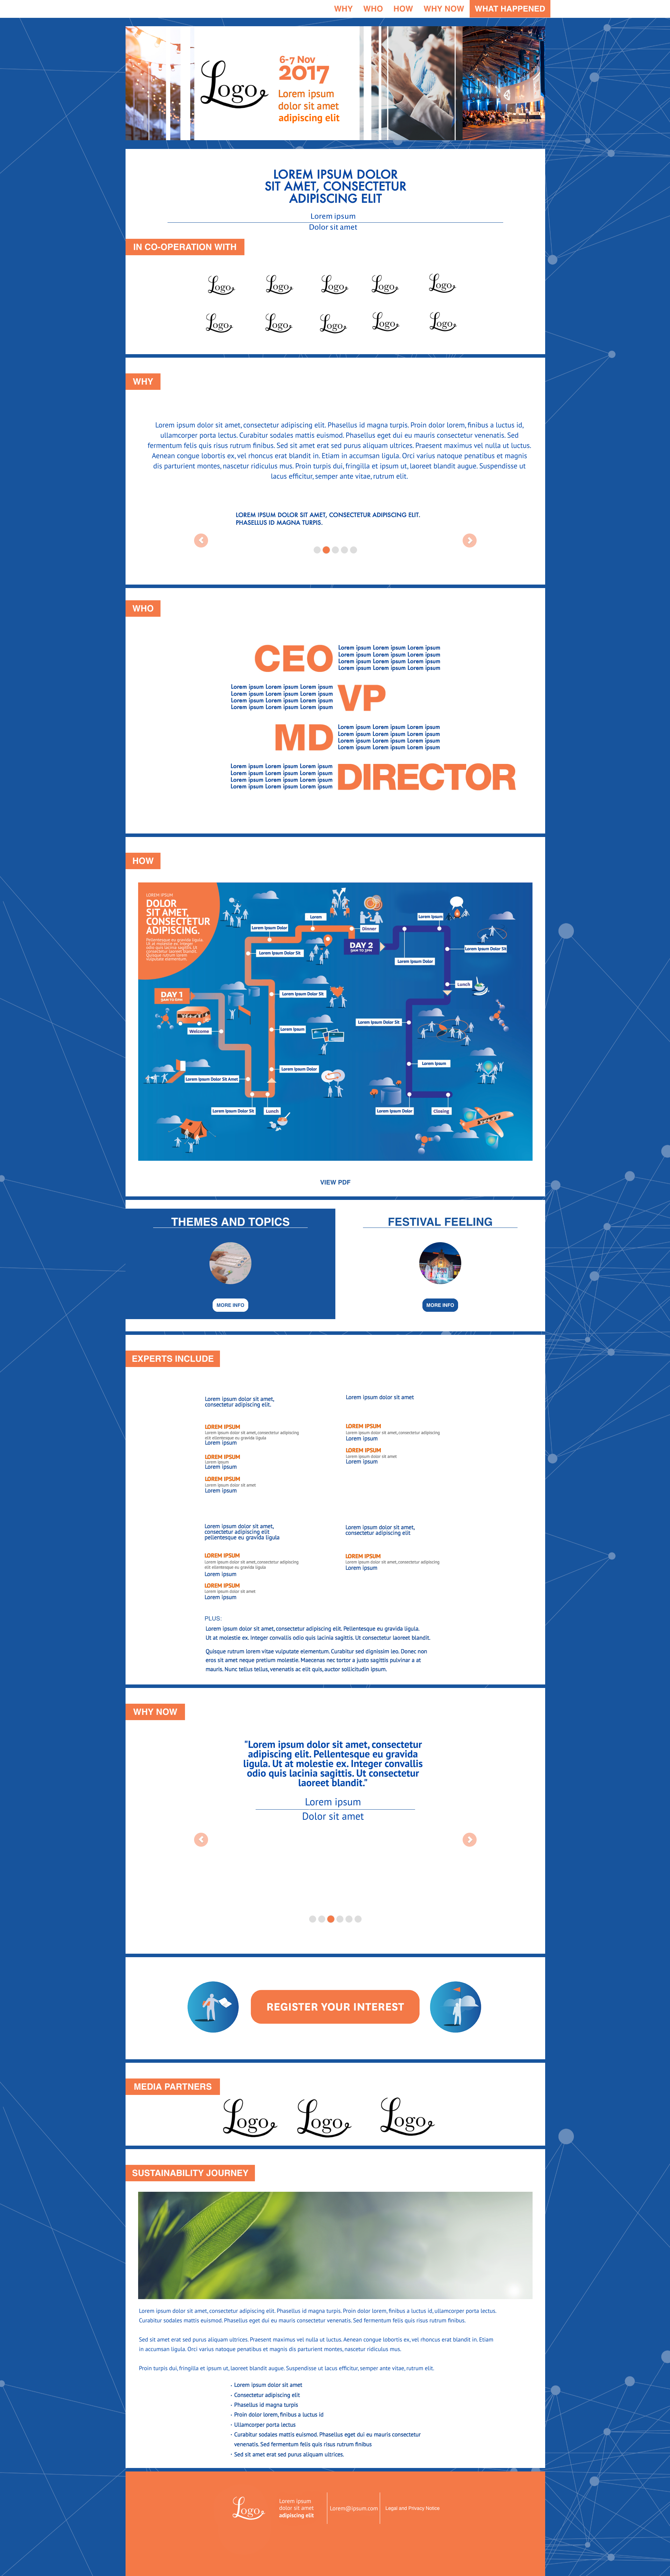 WHY WHO HOW WHY NOW WHAT HAPPENED
Logo
6-7 Nov
2017
Lorem ipsum
dolor sit amet
adipiscing elit
LOREM IPSUM DOLOR
SIT AMET, CONSECTETUR
ADIPISCING ELIT
Lorem ipsum
Dolor sit amet
IN CO-OPERATION WITH
Logo Logo Logo Logo Logo
Logo Logo Logo Logo Logo
WHY
Lorem ipsum dolor sit amet, consectetur adipiscing elit. Phasellus id magna turpis. Proin dolor lorem, finibus a luctus id,
ullamcorper porta lectus. Curabitur sodales mattis euismod. Phasellus eget dui eu mauris consectetur venenatis. Sed
fermentum felis quis risus rutrum finibus. Sed sit amet erat sed purus aliquam ultrices. Praesent maximus vel nulla ut luctus.
Aenean congue lobortis ex, vel rhoncus erat blandit in. Etiam in accumsan ligula. Orci varius natoque penatibus et magnis
dis parturient montes, nascetur ridiculus mus. Proin turpis dui, fringilla et ipsum ut, laoreet blandit augue. Suspendisse ut
lacus efficitur, semper ante vitae, rutrum elit.
LOREM IPSUM DOLOR SIT AMET, CONSECTETUR ADIPISCING ELIT.
PHASELLUS ID MAGNA TURPIS.
WHO
CEO
Lorem ipsum Lorem ipsum Lorem ipsum
Lorem ipsum Lorem ipsum Lorem ipsum
Lorem ipsum Lorem ipsum Lorem ipsum
Lorem ipsum Lorem ipsum Lorem ipsum
Lorem ipsum Lorem ipsum Lorem ipsum
Lorem ipsum Lorem ipsum Lorem ipsum
Lorem ipsum Lorem ipsum Lorem ipsum
Lorem ipsum Lorem ipsum Lorem ipsum
VP
MD
Lorem ipsum Lorem ipsum Lorem ipsum
Lorem ipsum Lorem ipsum Lorem ipsum
Lorem ipsum Lorem ipsum Lorem ipsum
Lorem ipsum Lorem ipsum Lorem ipsum
Lorem ipsum Lorem ipsum Lorem ipsum
Lorem ipsum Lorem ipsum Lorem ipsum
Lorem ipsum Lorem ipsum Lorem ipsum
Lorem ipsum Lorem ipsum Lorem ipsum
DIRECTOR
HOW
LOREM IPSUM
DOLOR
SIT AMET,
CONSECTETUR
ADIPISCING.
Pellentesque eu gravida ligula
DAY 1
Welcome
Lorem Ipsum Dolor Sit Amet
Lorem Ipsum Dolor Sit
Lunch
Lorem Ipsum Dolor
Lorem Ipsum
Lorem Ipsum Dolor Sit
Lorem Ipsum Dolor Sit
Lorem Ipsum Dolor
Lorem
Dinner
DAY 2
Lorem Ipsum Dolor
Lorem Ipsum
Lorem Ipsum Dolor Sit
Lunch
Lorem Ipsum Dolor Sit
Lorem Ipsum
Lorem Ipsum Dolor
Closing
VIEW PDF
THEMES AND TOPICS
MORE INFO
FESTIVAL FEELING
MORE INFO
EXPERTS INCLUDE
Lorem ipsum dolor sit amet,
consectetur adipiscing elit.
LOREM IPSUM
Lorem ipsum dolor sit amet, consectetur adipiscing
elit etentesque eu gravida ligula
Lorem ipsum
LOREM IPSUM
Lorem ipsum
Lorem ipsum
LOREM IPSUM
Lorem ipsum dolor sit amet
Lorem ipsum
Lorem ipsum dolor sit amet
LOREM IPSUM
Lorem ipsum dolor sit amet, consectetur adipiscing
Lorem ipsum
LOREM IPSUM
Lorem ipsum dolor sit amet
Lorem ipsum
Lorem ipsum dolor sit amet,
consectetur adipiscing elit
pellentesque eu gravida ligula
LOREM IPSUM
Lorem ipsum dolor sit amet, consectetur adipiscing
elit etentesque eu gravida ligula
Lorem ipsum
LOREM IPSUM
Lorem ipsum dolor sit amet
Lorem ipsum
Lorem ipsum dolor sit amet,
consectetur adipiscing elit
LOREM IPSUM
Lorem ipsum dolor sit amet, consectetur adipiscing
Lorem ipsum
PLUS:
Lorem ipsum dolor sit amet, consectetur adipiscing elit. Pellentesque eu gravida ligula.
Ut at molestie ex. Integer convallis odio quis lacinia sagittis. Ut consectetur laoreet blandit.
Quisque rutrum lorem vitae vulputate elementum. Curabitur sed dignissim leo. Donec non
eros sit amet neque pretium molestie. Maecenas nec tortor a justo sagittis pulvinar a at
mauris. Nunc tellus tellus, venenatis ac elit quis, auctor sollicitudin ipsum.
WHY NOW
"Lorem ipsum dolor sit amet, consectetur
adipiscing elit. Pellentesque eu gravida
ligula. Ut at molestie ex. Integer convallis
odio quis lacinia sagittis. Ut consectetur
laoreet blandit."
Lorem ipsum
Dolor sit amet
REGISTER YOUR INTEREST
MEDIA PARTNERS
Logo Logo Logo
SUSTAINABILITY JOURNEY
Lorem ipsum dolor sit amet, consectetur adipiscing elit. Phasellus id magna turpis. Proin dolor lorem, finibus a luctus id, ullamcorper porta lectus.
Curabitur sodales mattis euismod. Phasellus eget dui eu mauris consectetur venenatis. Sed fermentum felis quis risus rutrum finibus.
Sed sit amet erat sed purus aliquam ultrices. Praesent maximus vel nulla ut luctus. Aenean congue lobortis ex, vel rhoncus erat blandit in. Etiam
in accumsan ligula. Orci varius natoque penatibus et magnis dis parturient montes, nascetur ridiculus mus.
Proin turpis dui, fringilla et ipsum ut, laoreet blandit augue. Suspendisse ut lacus efficitur, semper ante vitae, rutrum elit.
- Lorem ipsum dolor sit amet
- Consectetur adipiscing elit
- Phasellus id magna turpis
- Proin dolor lorem, finibus a luctus id
- Ullamcorper porta lectus
- Curabitur sodales mattis euismod. Phasellus eget dui eu mauris consectetur
venenatis. Sed fermentum felis quis risus rutrum finibus
- Sed sit amet erat sed purus aliquam ultrices.
Logo
Lorem ipsum
dolor sit amet
adipiscing elit
Lorem@ipsum.com
Legal and Privacy Notice